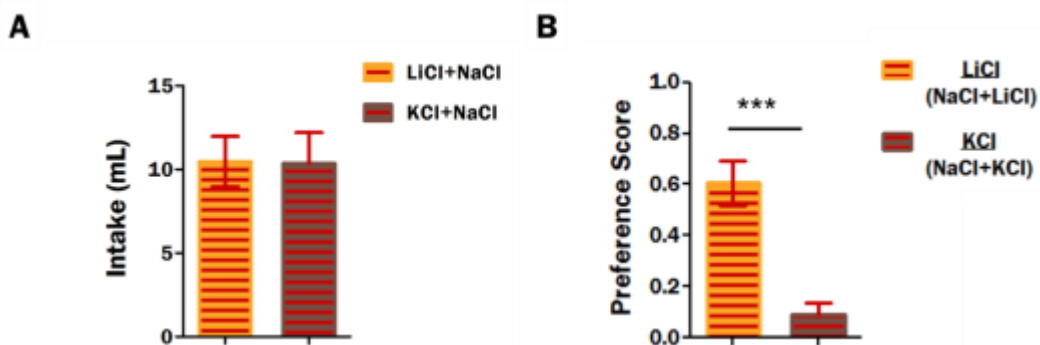 A
Intake (mL)
15
10
5
0
LiCl+NaCl
KCl+NaCl
B
Preference Score
1.0
0.8
0.6
0.4
0.2
0.0
***
LiCl
(NaCl+LiCl)
KCl
(NaCl+KCl)